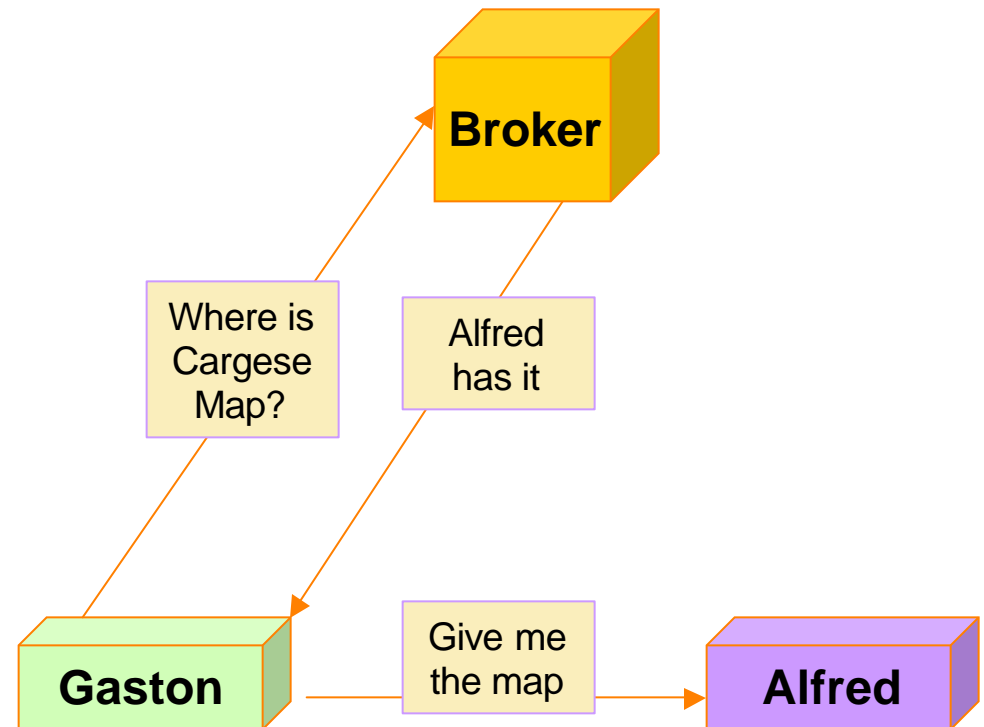 Broker
Where is
Cargese
Map?
Alfred
has it
Give me
the map
Gaston
Alfred